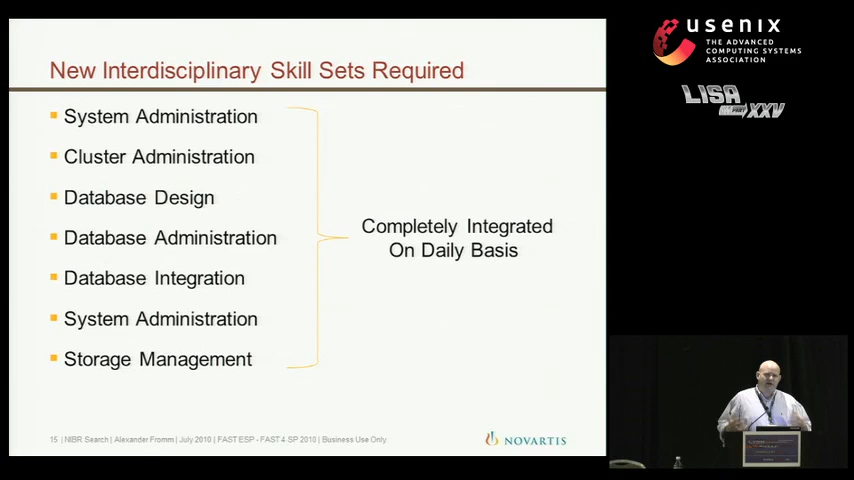 New Interdisciplinary Skill Sets Required
System Administration
Cluster Administration
Database Design
Database Administration
Database Integration
System Administration
Storage Management
Completely Integrated
On Daily Basis
15 | NIBR Search | Alexander Fromm | July 2010 | FAST ESP - FAST 4 SP 2010 | Business Use Only
NOVARTIS
usenix
THE ADVANCED
COMPUTING SYSTEMS
ASSOCIATION
LISA
XXV